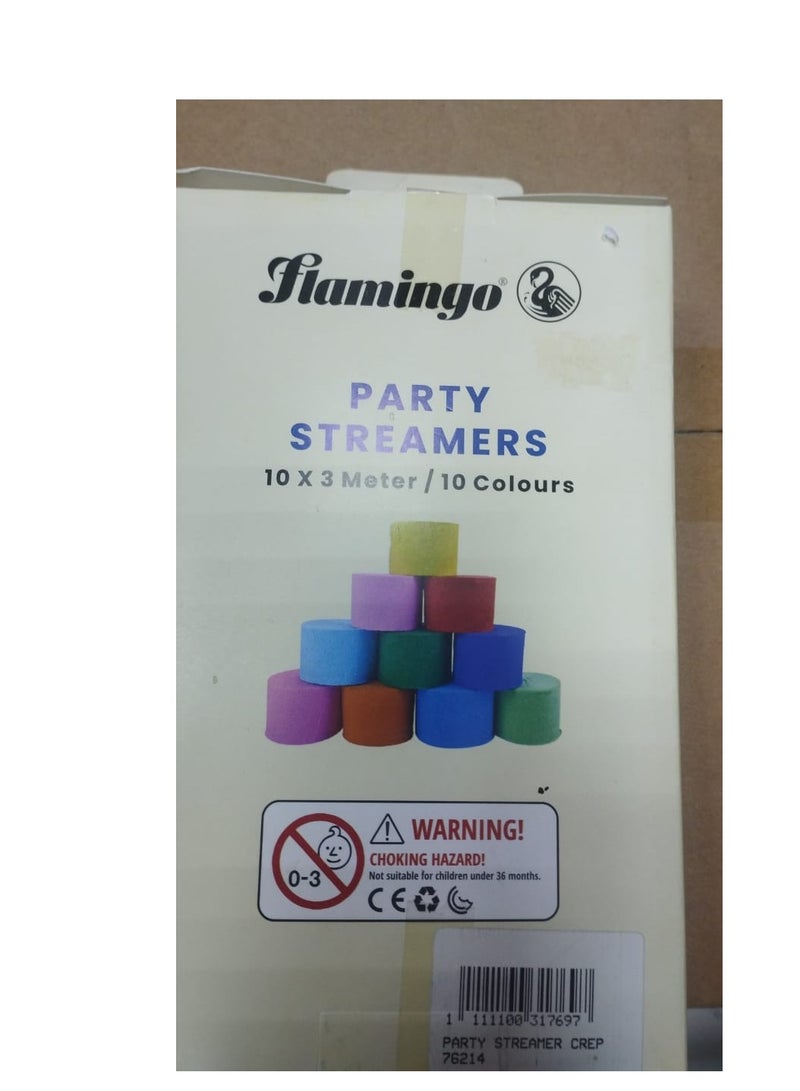 flamingo®
PARTY
STREAMERS
10 X 3 Meter / 10 Colours
WARNING!
CHOKING HAZARD!
0-3
Not suitable for children under 36 months.
CE
1 111100 317697
PARTY STREAMER CREP
76214